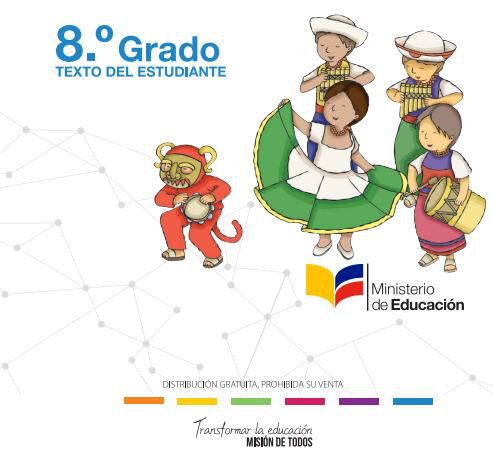 8.º Grado
TEXTO DEL ESTUDIANTE
Ministerio
de Educación
DISTRIBUCIÓN GRATUITA, PROHIBIDA SU VENTA
Transformar la educación
MISIÓN DE TODOS